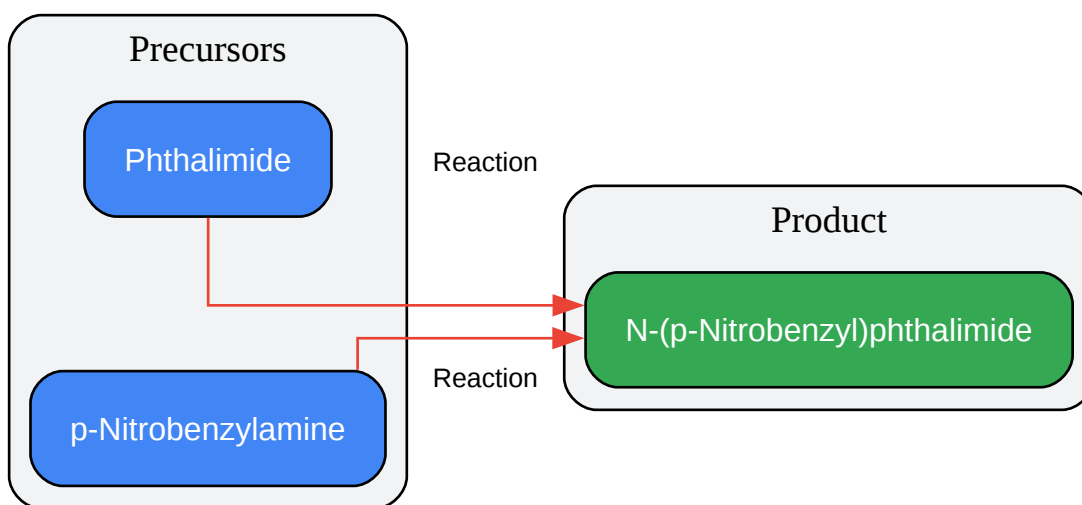 Precursors
Phthalimide
Reaction
Product
N-(p-Nitrobenzyl)phthalimide
Reaction
p-Nitrobenzylamine